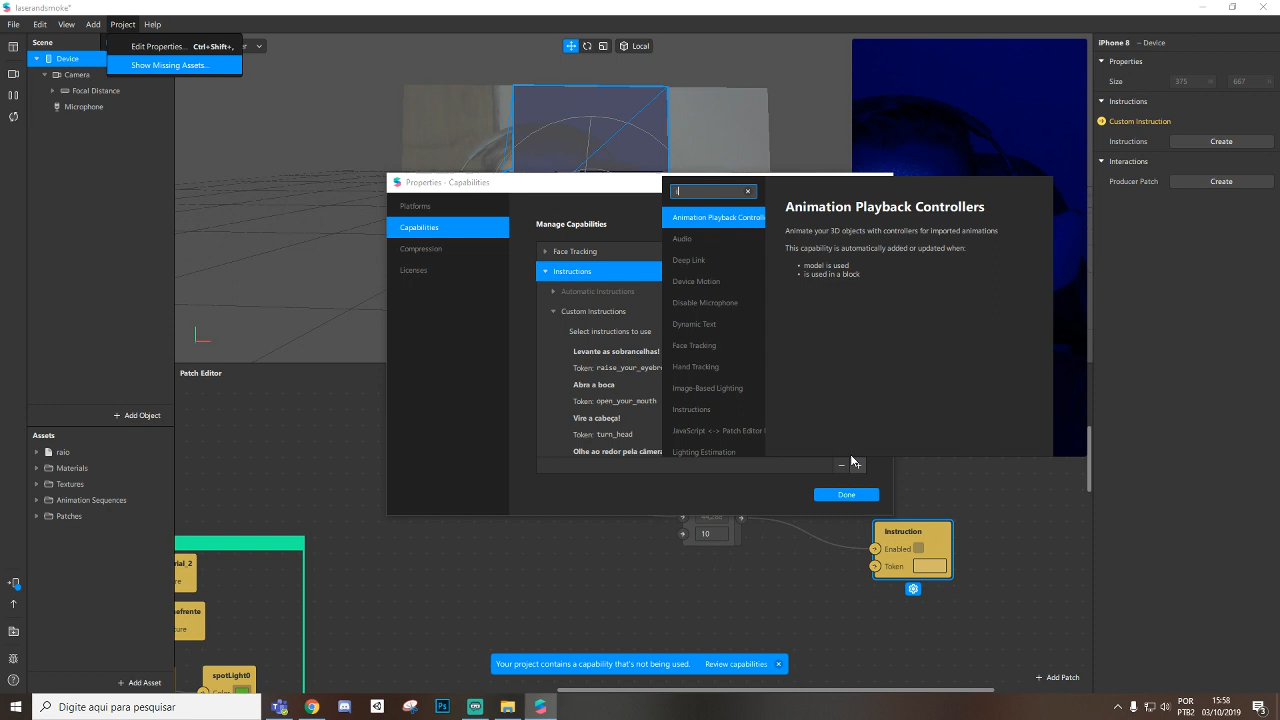 laserandsmoke*
File Edit View Add Project Help
Edit Properties... Ctrl+Shift+,
Show Missing Assets...
Scene
Device
Camera
Focal Distance
Microphone
+ Add Object
Assets
raio
Materials
Textures
Animation Sequences
Patches
+ Add Asset
Local
Properties - Capabilities
Platforms
Capabilities
Compression
Licenses
Manage Capabilities
Face Tracking
Instructions
Automatic Instructions
Custom Instructions
Select instructions to use
Levante as sobrancelhas!
Token: raise_your_eyebr
Abra a boca
Token: open_your_mouth
Vire a cabeça!
Token: turn_head
Olhe ao redor pela câmera
Done
i
Animation Playback Controlle
Audio
Deep Link
Device Motion
Disable Microphone
Dynamic Text
Face Tracking
Hand Tracking
Image-Based Lighting
Instructions
JavaScript <-> Patch Editor
Lighting Estimation
Animation Playback Controllers
Animate your 3D objects with controllers for imported animations
This capability is automatically added or updated when:
• model is used
• is used in a block
iPhone 8 – Device
Properties
Size 375 667
Instructions
Custom Instruction
Instructions Create
Interactions
Producer Patch Create
Patch Editor
10
Instruction
Enabled
Token
ial_2
efrente
spotLight0
Color
Your project contains a capability that's not being used. Review capabilities
+ Add Patch
Digite aqui para pesquisar
POR
PTB2
15:58
03/10/2019